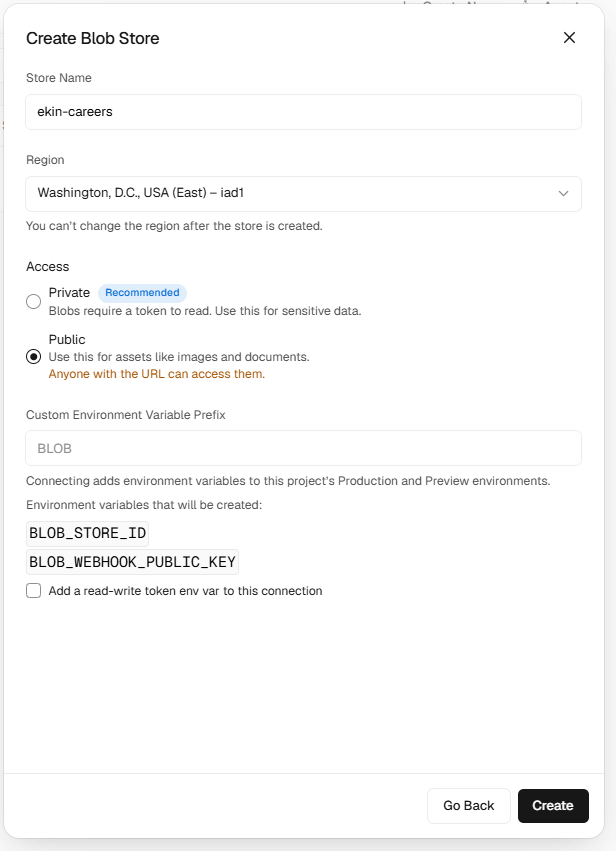 Create Blob Store
Store Name
ekin-careers
Region
Washington, D.C., USA (East) – iad1
You can't change the region after the store is created.
Access
Private Recommended
Blobs require a token to read. Use this for sensitive data.
Public
Use this for assets like images and documents.
Anyone with the URL can access them.
Custom Environment Variable Prefix
BLOB
Connecting adds environment variables to this project's Production and Preview environments.
Environment variables that will be created:
BLOB_STORE_ID
BLOB_WEBHOOK_PUBLIC_KEY
Add a read-write token env var to this connection
Go Back Create